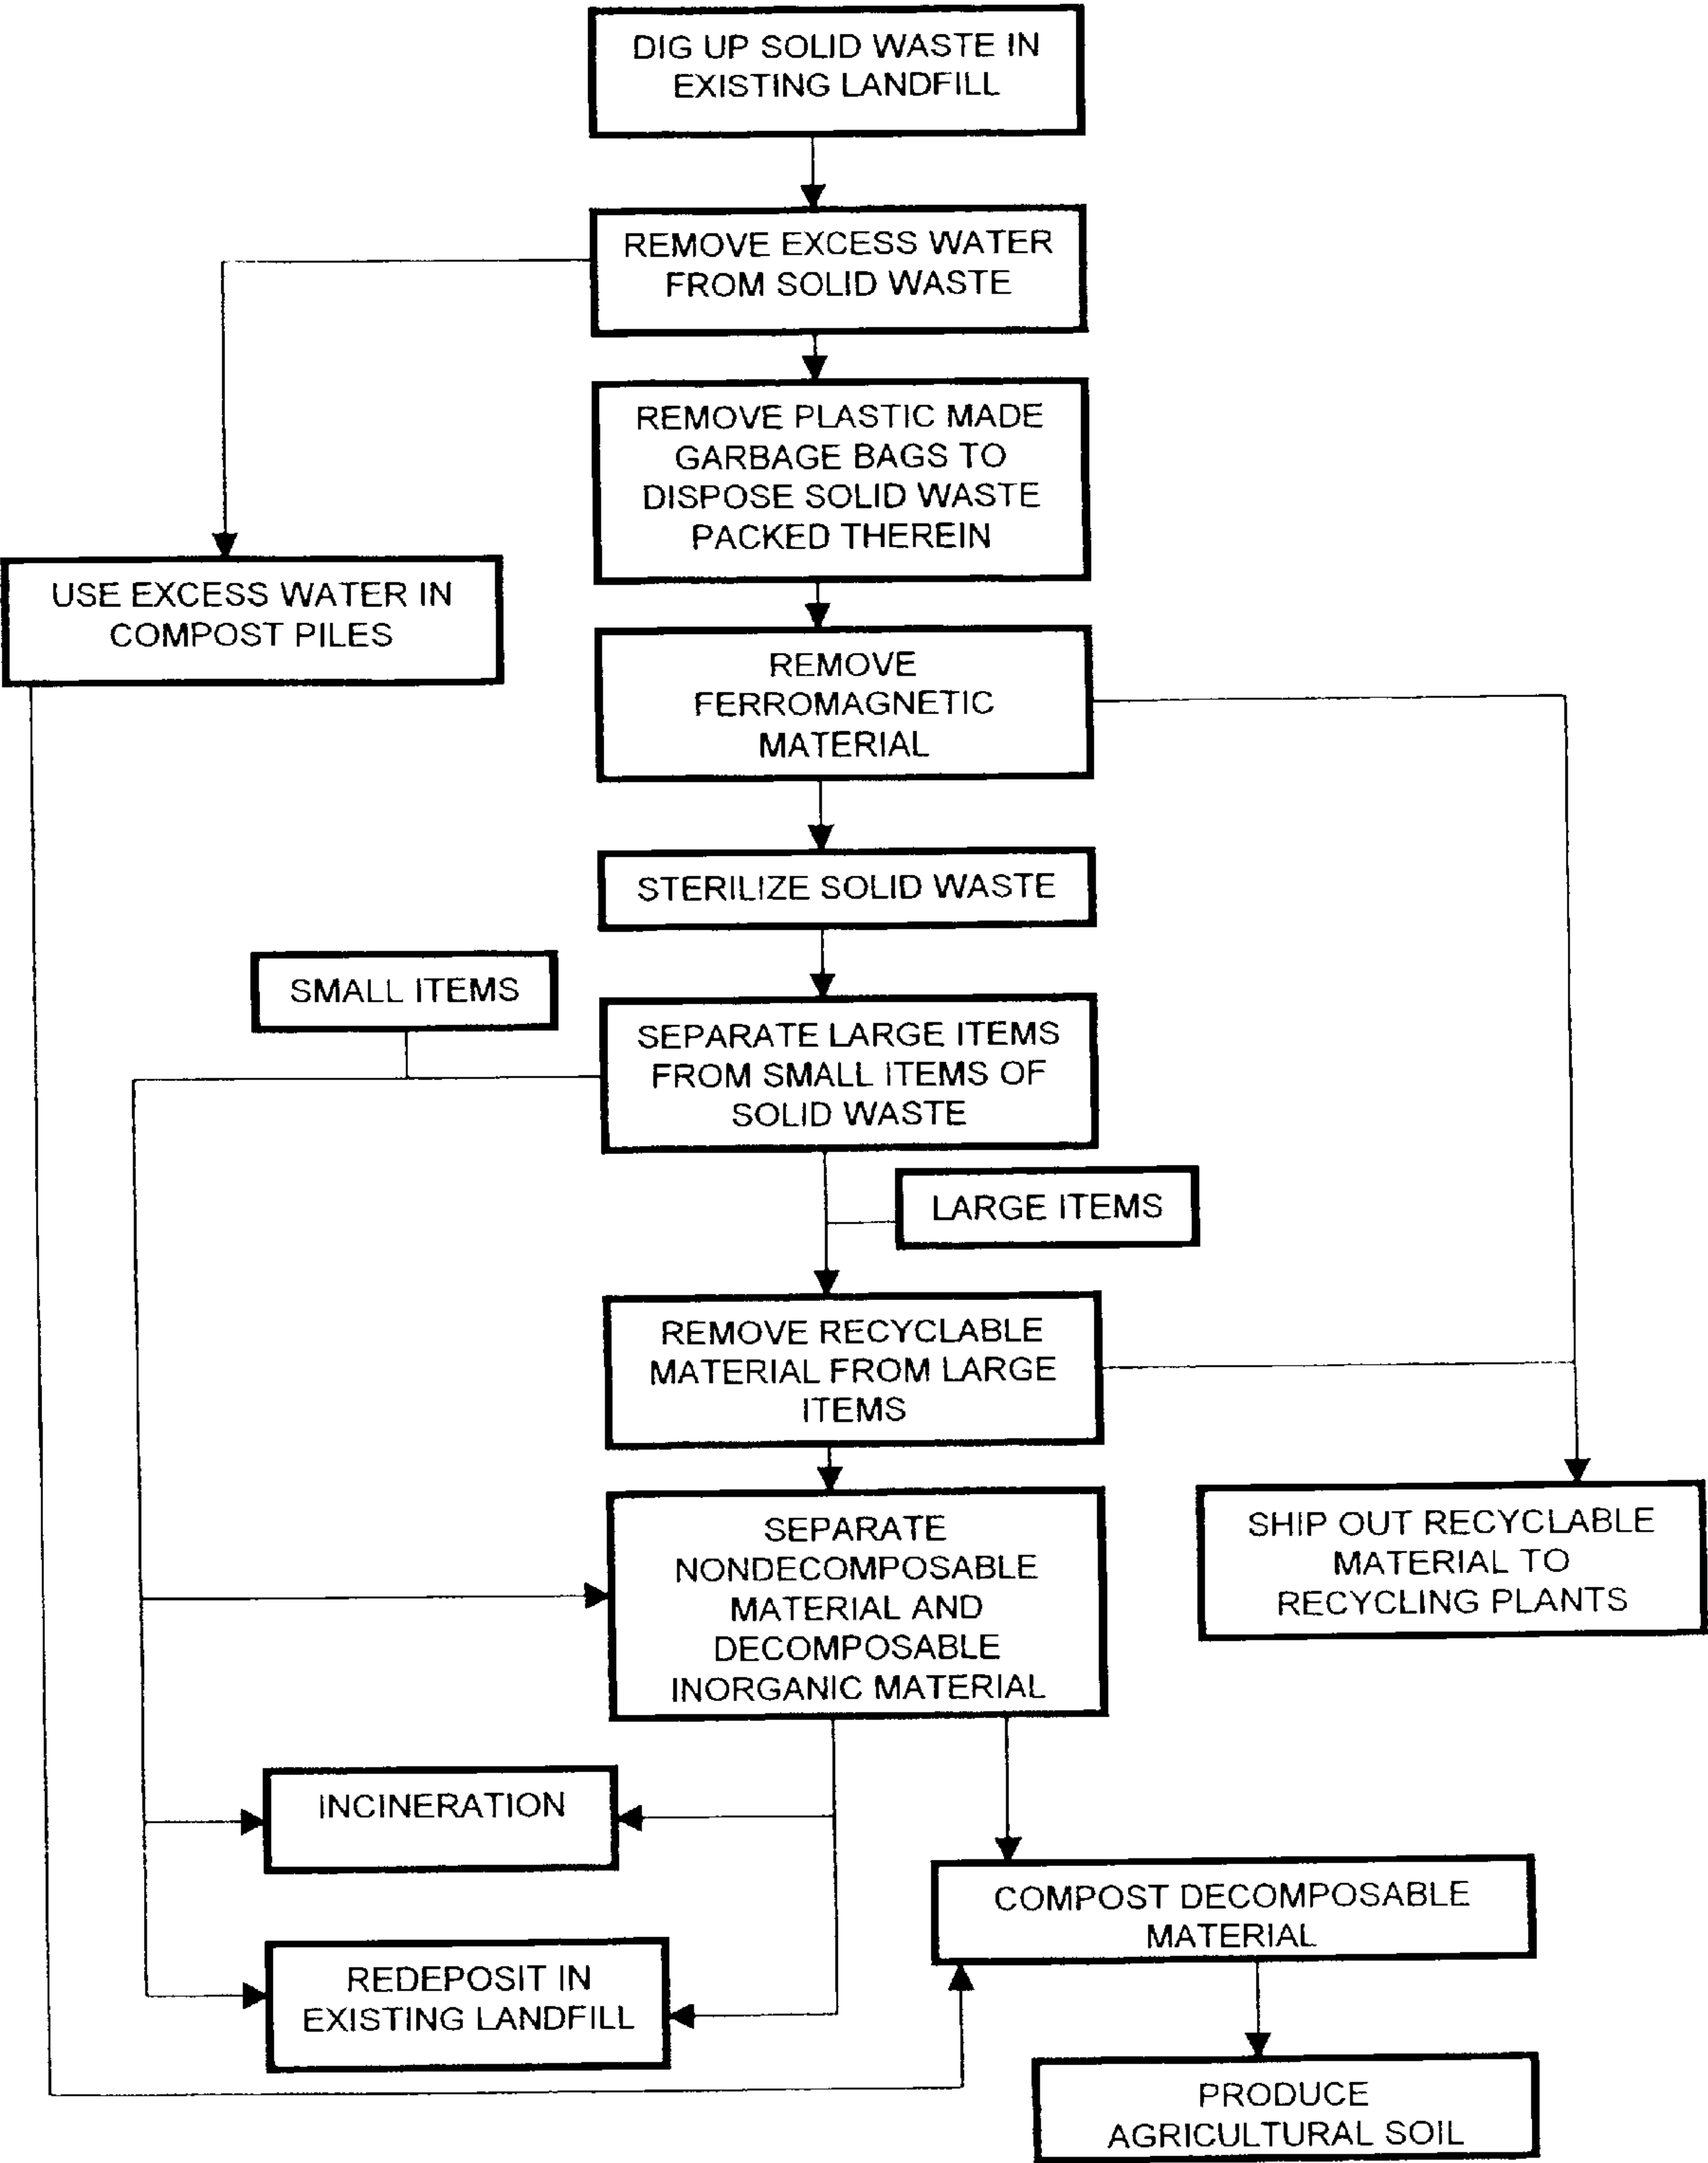 DIG UP SOLID WASTE IN
EXISTING LANDFILL
REMOVE EXCESS WATER
FROM SOLID WASTE
REMOVE PLASTIC MADE
GARBAGE BAGS TO
DISPOSE SOLID WASTE
PACKED THEREIN
USE EXCESS WATER IN
COMPOST PILES
REMOVE
FERROMAGNETIC
MATERIAL
STERILIZE SOLID WASTE
SMALL ITEMS
SEPARATE LARGE ITEMS
FROM SMALL ITEMS OF
SOLID WASTE
LARGE ITEMS
REMOVE RECYCLABLE
MATERIAL FROM LARGE
ITEMS
SEPARATE
NONDECOMPOSABLE
MATERIAL AND
DECOMPOSABLE
INORGANIC MATERIAL
SHIP OUT RECYCLABLE
MATERIAL TO
RECYCLING PLANTS
INCINERATION
COMPOST DECOMPOSABLE
MATERIAL
REDEPOSIT IN
EXISTING LANDFILL
PRODUCE
AGRICULTURAL SOIL